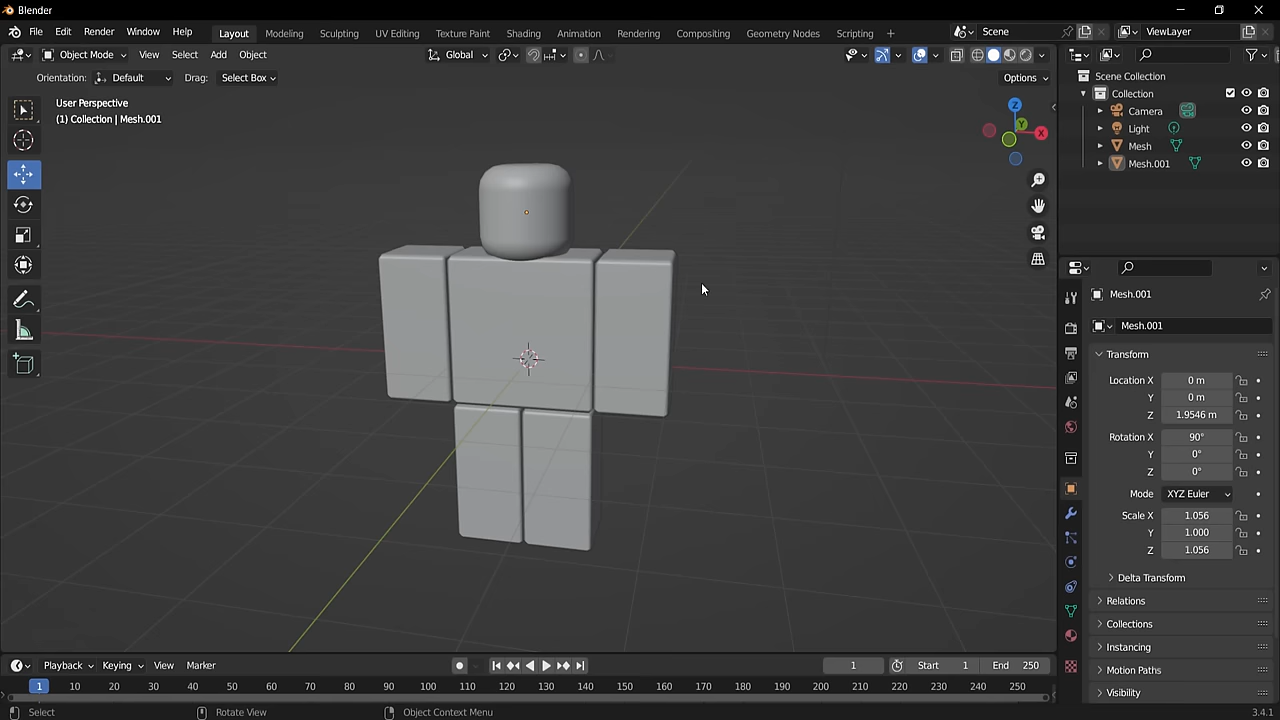 Blender
File Edit Render Window Help Layout Modeling Sculpting UV Editing Texture Paint Shading Animation Rendering Compositing Geometry Nodes Scripting + Scene ViewLayer
Object Mode View Select Add Object Global
Orientation: Default Drag: Select Box Options
User Perspective
(1) Collection | Mesh.001
Z
Y
X
Scene Collection
Collection
Camera
Light
Mesh
Mesh.001
Mesh.001
Mesh.001
Transform
Location X 0 m
Y 0 m
Z 1.9546 m
Rotation X 90°
Y 0°
Z 0°
Mode XYZ Euler
Scale X 1.056
Y 1.000
Z 1.056
Delta Transform
Relations
Collections
Instancing
Motion Paths
Visibility
Playback Keying View Marker 1 Start 1 End 250
1 10 20 30 40 50 60 70 80 90 100 110 120 130 140 150 160 170 180 190 200 210 220 230 240 250
Select Rotate View Object Context Menu 3.4.1